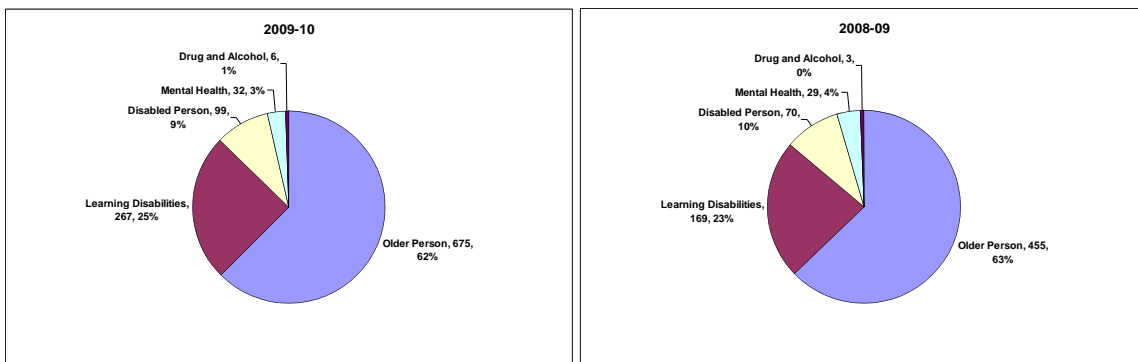 2009-10
Drug and Alcohol, 6,
1%
Mental Health, 32, 3%
Disabled Person, 99,
9%
Learning Disabilities,
267, 25%
Older Person, 675,
62%
2008-09
Drug and Alcohol, 3,
0%
Mental Health, 29, 4%
Disabled Person, 70,
10%
Learning Disabilities,
169, 23%
Older Person, 455,
63%